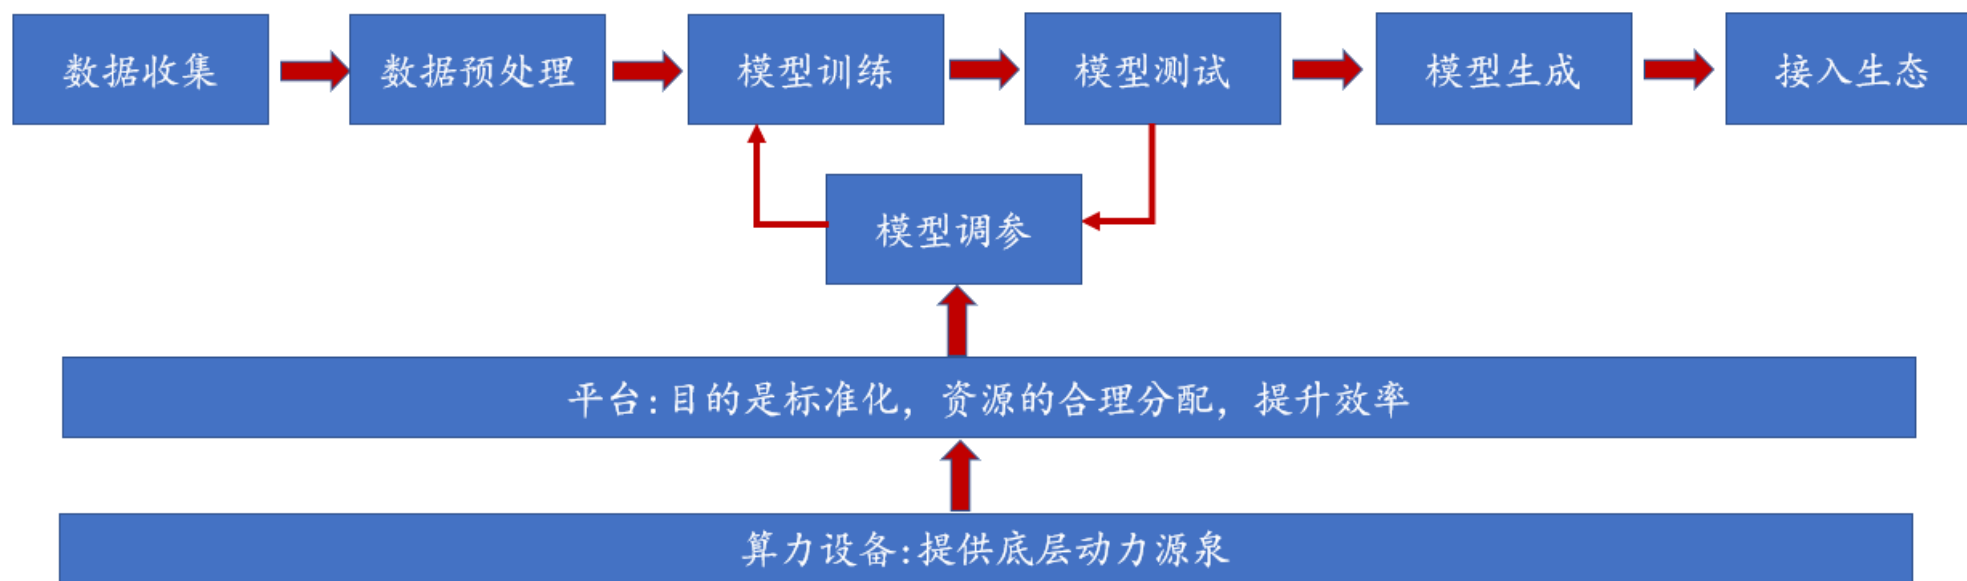 数据收集
数据预处理
模型训练
模型测试
模型生成
接入生态
模型调参
平台:目的是标准化，资源的合理分配，提升效率
算力设备:提供底层动力源泉